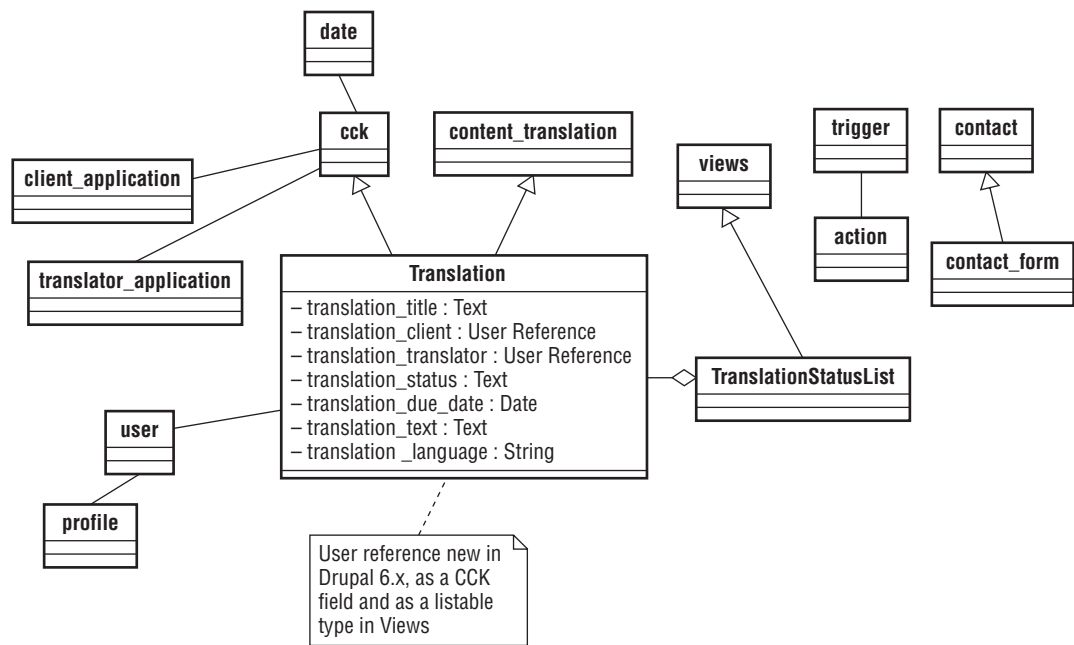 date
cck
content_translation
trigger
contact
client_application
views
action
translator_application
contact_form
Translation
– translation_title : Text
– translation_client : User Reference
– translation_translator : User Reference
– translation_status : Text
– translation_due_date : Date
– translation_text : Text
– translation _language : String
TranslationStatusList
user
profile
User reference new in
Drupal 6.x, as a CCK
field and as a listable
type in Views